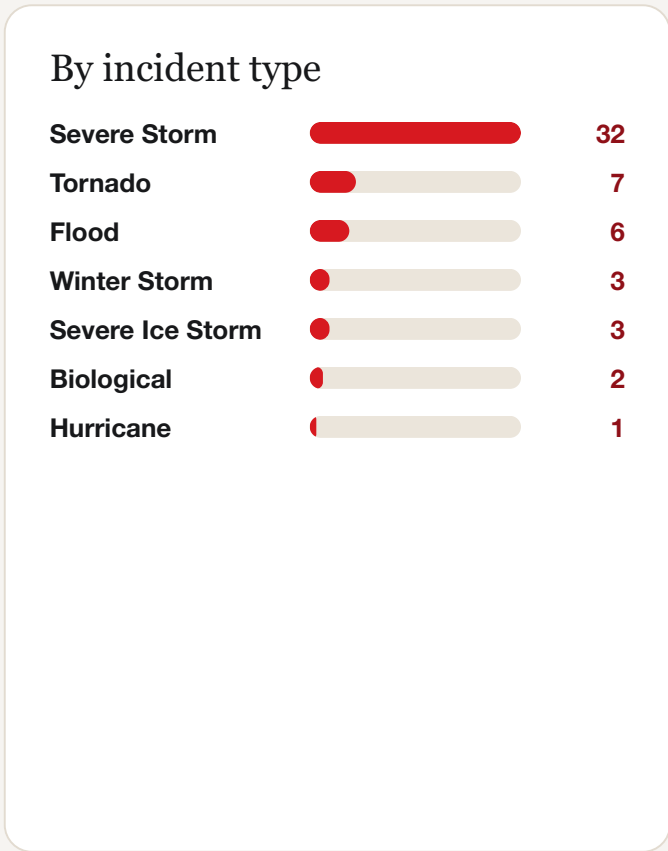 By incident type
Severe Storm 32
Tornado 7
Flood 6
Winter Storm 3
Severe Ice Storm 3
Biological 2
Hurricane 1